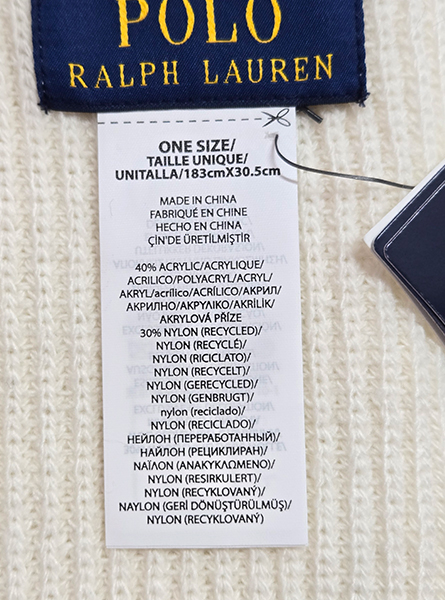 POLO
RALPH LAUREN
ONE SIZE/
TAILLE UNIQUE/
UNITALLA/183cmX30.5cm
MADE IN CHINA
FABRIQUÉ EN CHINE
HECHO EN CHINA
ÇİN'DE ÜRETİLMİŞTİR
40% ACRYLIC/ACRYLIQUE/
ACRILICO/POLYACRYL/ACRYL/
AKRYL/acrílico/ACRÍLICO/АКРИЛ/
АКРИЛНО/ΑΚΡΥΛΙΚΟ/AKRİLİK/
AKRYLOVÁ PŘÍZE
30% NYLON (RECYCLED)/
NYLON (RECYCLÉ)/
NYLON (RICICLATO)/
NYLON (RECYCELT)/
NYLON (GERECYCLED)/
NYLON (GENBRUGT)/
nylon (reciclado)/
NYLON (RECICLADO)/
НЕЙЛОН (ПЕРЕРАБОТАННЫЙ)/
НАЙЛОН (РЕЦИКЛИРАН)/
ΝΑΪΛΟΝ (ΑΝΑΚΥΚΛΩΜΕΝΟ)/
NYLON (RESIRKULERT)/
NYLON (RECYKLOVANÝ)/
NAYLON (GERİ DÖNÜŞTÜRÜLMÜŞ)/
NYLON (RECYKLOVANÝ)